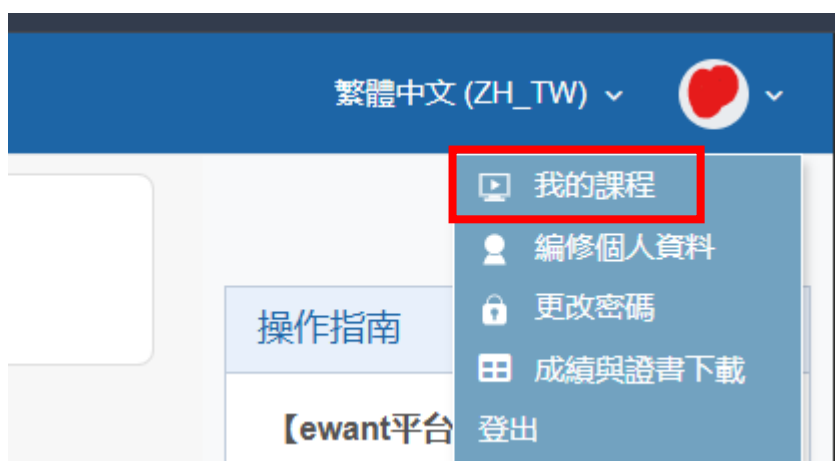 繁體中文 (ZH_TW)
我的課程
編修個人資料
更改密碼
操作指南
成績與證書下載
【ewant平台
登出